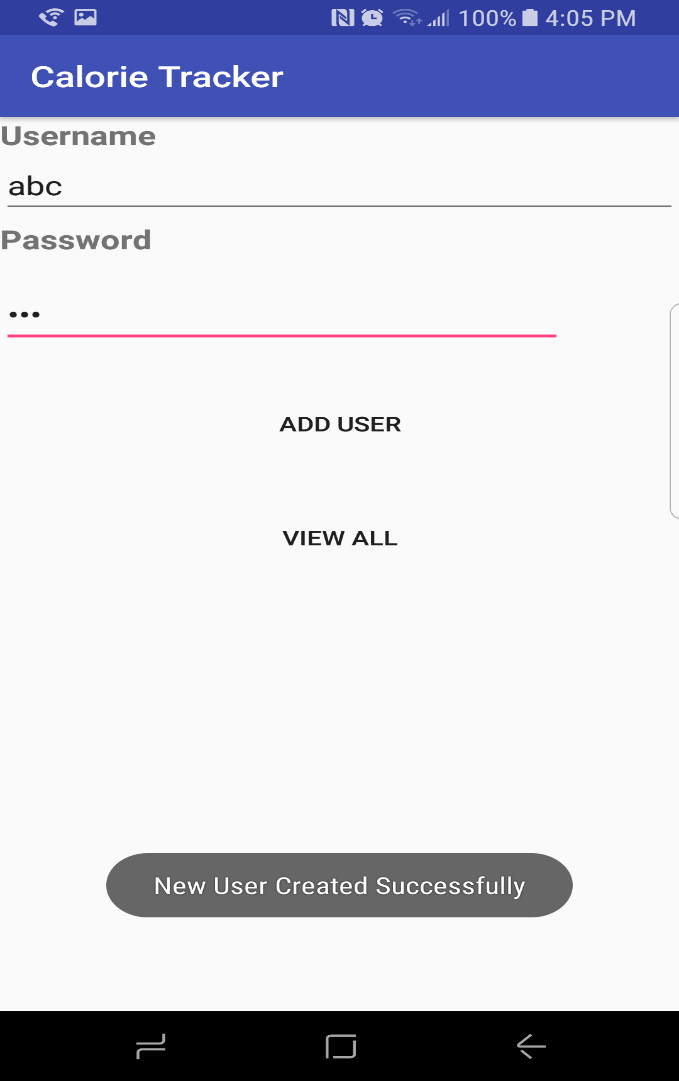 100% 4:05 PM
Calorie Tracker
Username
abc
Password
•••
ADD USER
VIEW ALL
New User Created Successfully